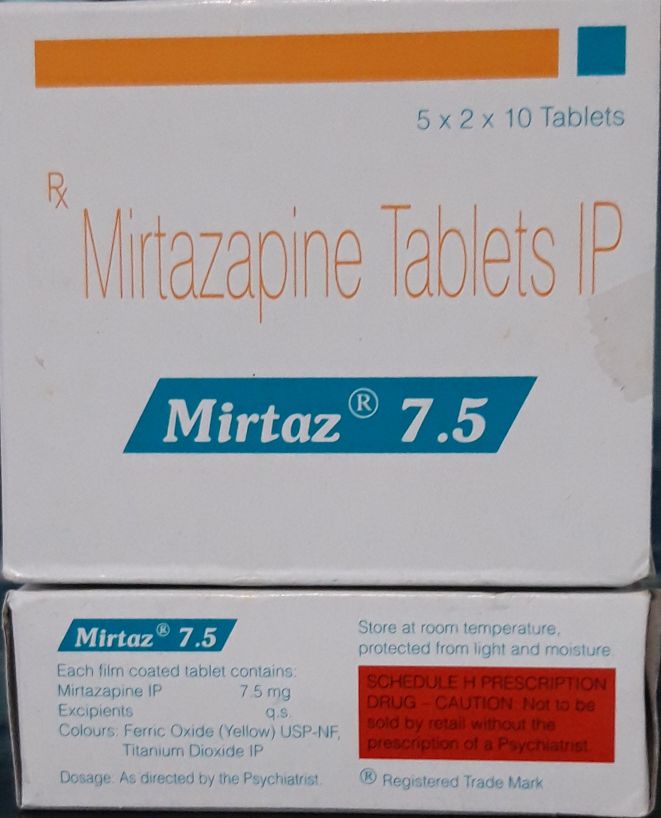 5 x 2 x 10 Tablets
Rx
Mirtazapine Tablets IP
Mirtaz® 7.5
Mirtaz® 7.5
Each film coated tablet contains:
Mirtazapine IP 7.5 mg
Excipients q.s.
Colours: Ferric Oxide (Yellow) USP-NF,
Titanium Dioxide IP
Dosage: As directed by the Psychiatrist.
Store at room temperature,
protected from light and moisture.
SCHEDULE H PRESCRIPTION
DRUG – CAUTION: Not to be
sold by retail without the
prescription of a Psychiatrist.
® Registered Trade Mark